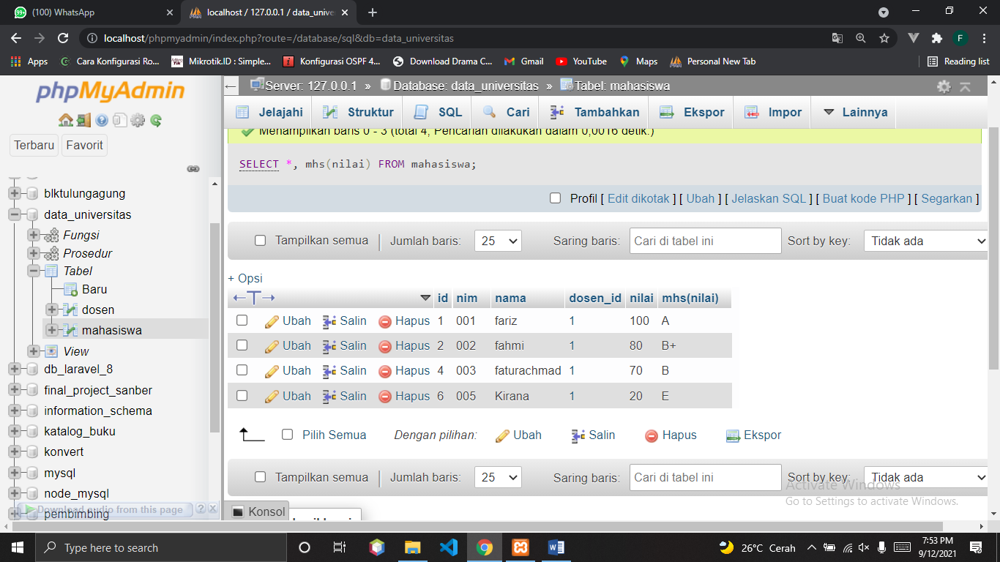 (100) WhatsApp
localhost / 127.0.0.1 / data_unive
localhost/phpmyadmin/index.php?route=/database/sql&db=data_universitas
F
Apps
Cara Konfigurasi Ro...
Mikrotik.ID : Simple...
Konfigurasi OSPF 4...
Download Drama C...
Gmail
YouTube
Maps
Personal New Tab
Reading list
phpMyAdmin
Terbaru
Favorit
blktulungagung
data_universitas
Fungsi
Prosedur
Tabel
Baru
dosen
mahasiswa
View
db_laravel_8
final_project_sanber
information_schema
katalog_buku
konvert
mysql
node_mysql
pembimbing
Download audio from this page
Server: 127.0.0.1 » Database: data_universitas » Tabel: mahasiswa
Jelajahi Struktur SQL Cari Tambahkan Ekspor Impor Lainnya
Menampilkan baris 0 - 3 (total 4, Pencarian dilakukan dalam 0,0016 detik.)
SELECT *, mhs(nilai) FROM mahasiswa;
Profil [ Edit dikotak ] [ Ubah ] [ Jelaskan SQL ] [ Buat kode PHP ] [ Segarkan ]
Tampilkan semua | Jumlah baris: 25 Saring baris: Cari di tabel ini Sort by key: Tidak ada
+ Opsi
←T→ id nim nama dosen_id nilai mhs(nilai)
Ubah Salin Hapus 1 001 fariz 1 100 A
Ubah Salin Hapus 2 002 fahmi 1 80 B+
Ubah Salin Hapus 4 003 faturachmad 1 70 B
Ubah Salin Hapus 6 005 Kirana 1 20 E
Pilih Semua Dengan pilihan: Ubah Salin Hapus Ekspor
Tampilkan semua | Jumlah baris: 25 Saring baris: Cari di tabel ini Sort by key: Tidak ada
Activate Windows
Go to Settings to activate Windows.
Konsol
Type here to search
26°C Cerah
7:53 PM
9/12/2021